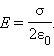 E = σ / 2ε₀.